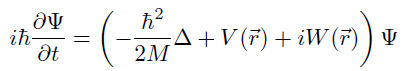 iħ ∂Ψ/∂t = ( −ħ²/2M Δ + V(r⃗) + iW(r⃗) ) Ψ